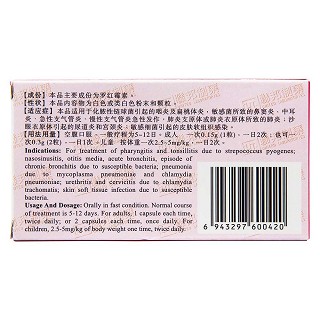 【成份】本品主要成份为罗红霉素
【性状】本品内容物为白色或类白色粉末和颗粒。
【适应症】本品适用于化脓性链球菌引起的咽炎及扁桃体炎,敏感菌所致的鼻窦炎、中耳
炎、急性支气管炎、慢性支气管炎急性发作,肺炎支原体或肺炎衣原体所致的肺炎;沙
眼衣原体引起的尿道炎和宫颈炎;敏感细菌引起的皮肤软组织感染。
【用法用量】空腹口服,一般疗程为5~12日。成人一次0.15g(1粒),一日2次;也可一
次0.3g(2粒),一日1次。儿童一次按体重一次2.5~5mg/kg,一日2次。
Indications: For treatment of pharyngitis and tonsillitis due to strepococcus pyogenes;
nasosinusitis, otitis media, acute bronchitis, episode of
chronic bronchitis due to susceptible bacteria; pneumonia
due to mycoplasma pneumoniae and chlamydia
pneumoniae; urethritis and cervicitis due to chlamydia
trachomatis; skin soft tissue infection due to susceptible
bacteria.
Usage And Dosage: Orally in fast condition. Normal course
of treatment is 5-12 days. For adults, 1 capsule each time,
twice daily; or 2 capsules each time, once daily. For
children, 2.5-5mg/kg of body weight one time, twice daily.
6 943297 600420